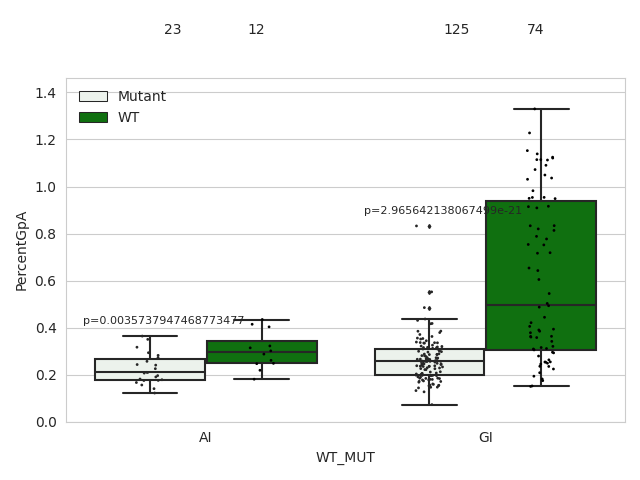 23 12 125 74
1.4
Mutant
WT
1.2
1.0
p=2.965642138067499e-21
0.8
PercentGpA
0.6
p=0.0035737947468773477
0.4
0.2
0.0
AI GI
WT_MUT